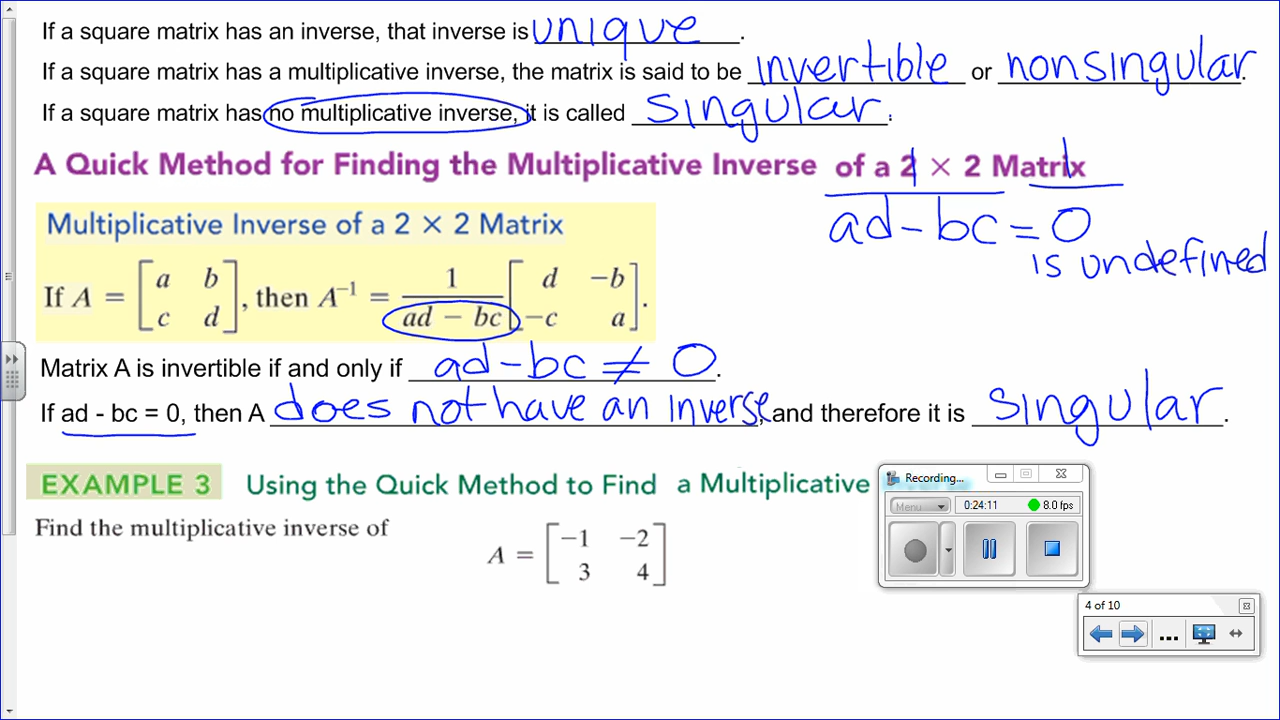 If a square matrix has an inverse, that inverse is unique.
If a square matrix has a multiplicative inverse, the matrix is said to be invertible or nonsingular.
If a square matrix has no multiplicative inverse, it is called singular.
A Quick Method for Finding the Multiplicative Inverse of a 2 × 2 Matrix
ad - bc = 0
is undefined
Multiplicative Inverse of a 2 × 2 Matrix
If A = [a b; c d], then A⁻¹ = 1/(ad − bc) [d −b; −c a].
Matrix A is invertible if and only if ad - bc ≠ 0.
If ad - bc = 0, then A does not have an inverse, and therefore it is singular.
EXAMPLE 3 Using the Quick Method to Find a Multiplicative
Find the multiplicative inverse of
A = [−1 −2; 3 4]
Recording...
Menu 0:24:11 8.0 fps
4 of 10